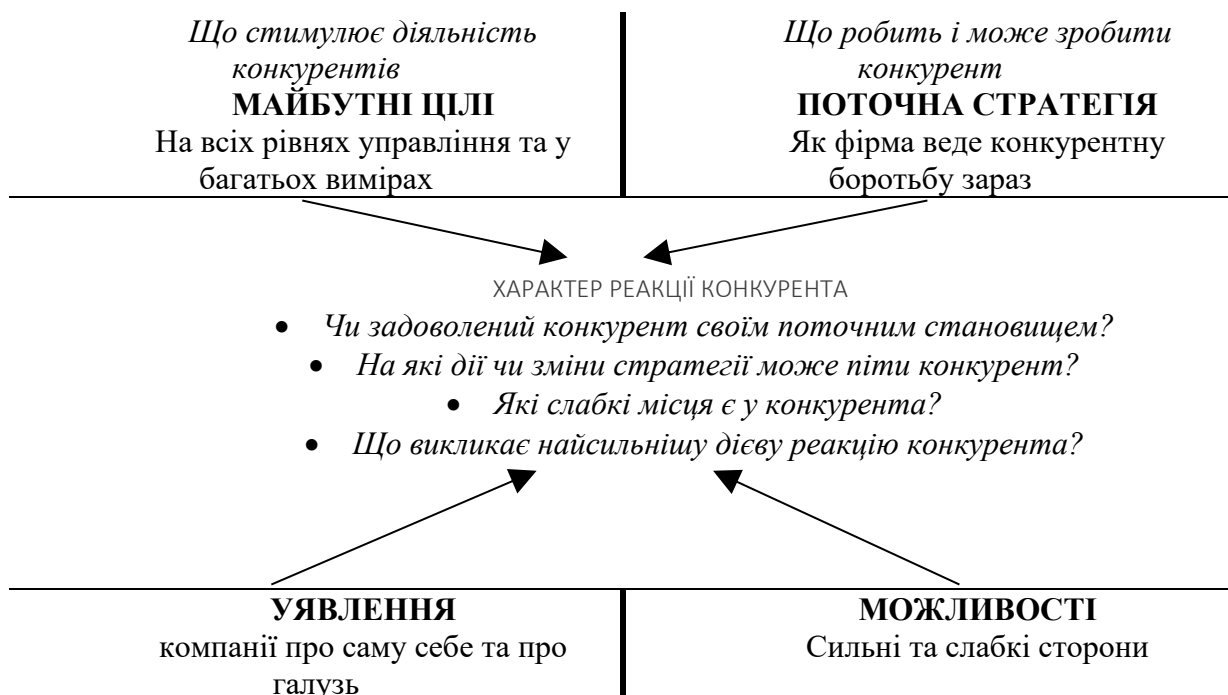 Що стимулює діяльність
конкурентів
МАЙБУТНІ ЦІЛІ
На всіх рівнях управління та у
багатьох вимірах
Що робить і може зробити
конкурент
ПОТОЧНА СТРАТЕГІЯ
Як фірма веде конкурентну
боротьбу зараз
ХАРАКТЕР РЕАКЦІЇ КОНКУРЕНТА
• Чи задоволений конкурент своїм поточним становищем?
• На які дії чи зміни стратегії може піти конкурент?
• Які слабкі місця є у конкурента?
• Що викликає найсильнішу дієву реакцію конкурента?
УЯВЛЕННЯ
компанії про саму себе та про
галузь
МОЖЛИВОСТІ
Сильні та слабкі сторони